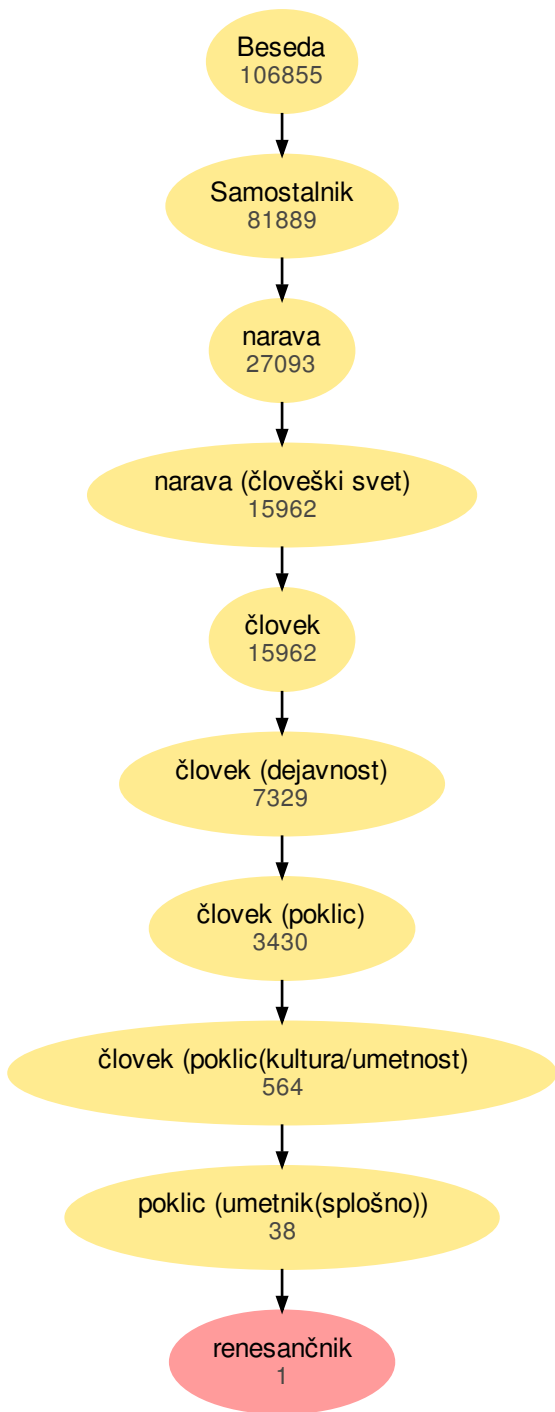 Beseda
106855
Samostalnik
81889
narava
27093
narava (človeški svet)
15962
človek
15962
človek (dejavnost)
7329
človek (poklic)
3430
človek (poklic(kultura/umetnost)
564
poklic (umetnik(splošno))
38
renesančnik
1